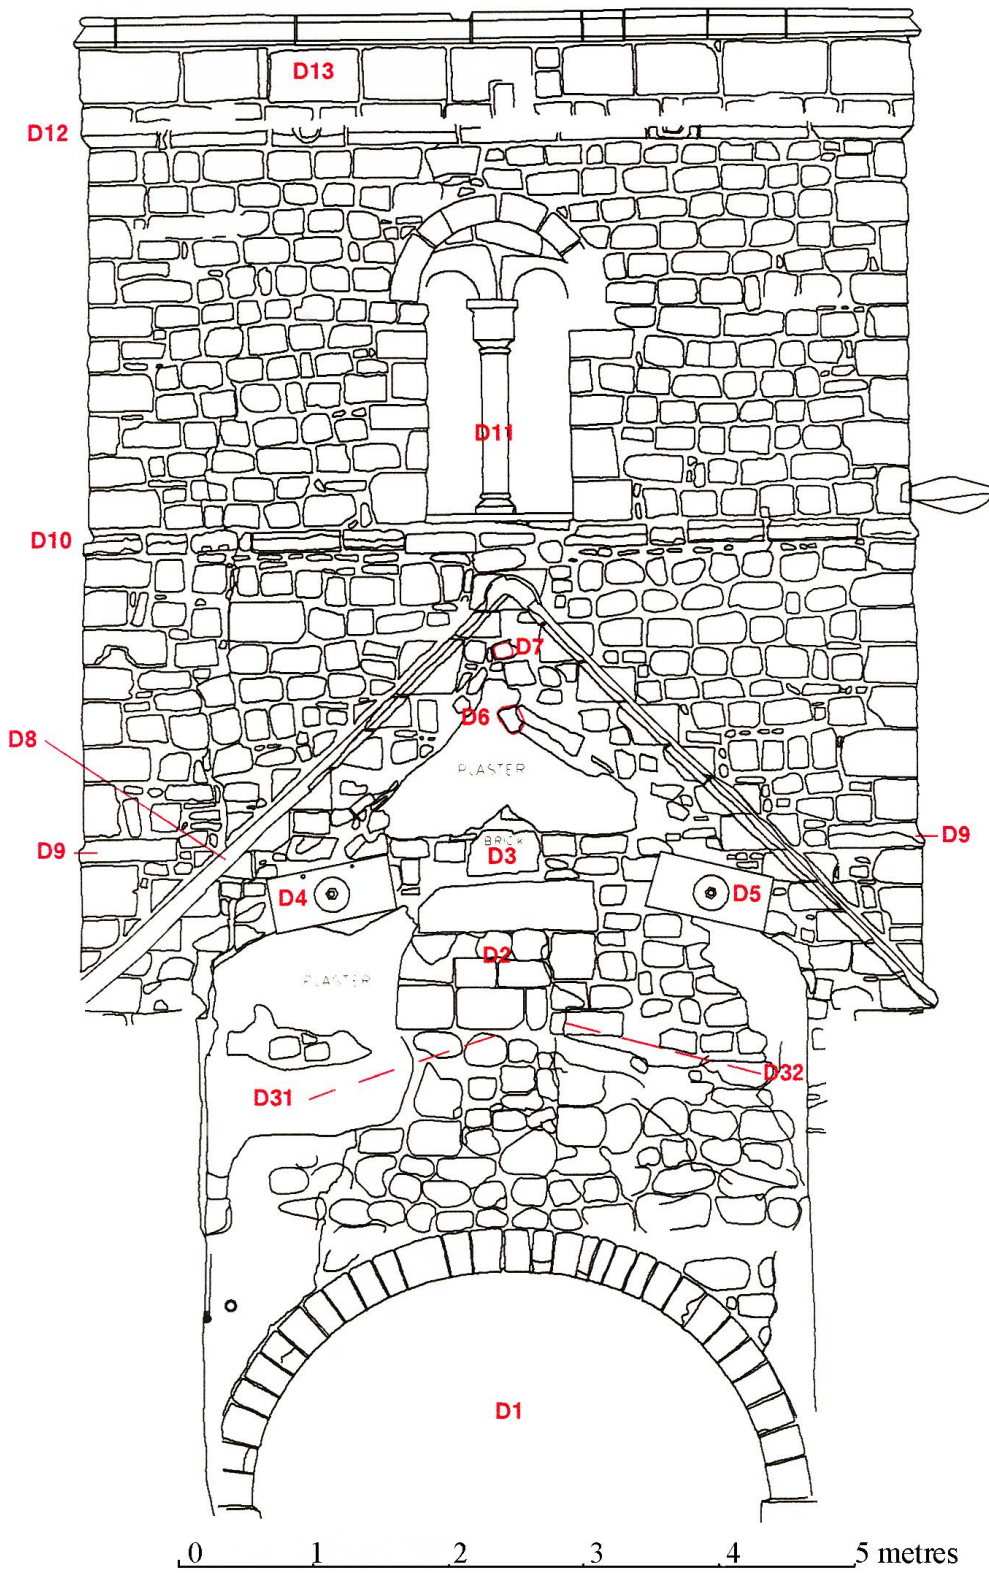 D13
D12
D11
D10
D7
D6
D8
PLASTER
D9
D9
BRICK
D3
D4
D5
D2
PLASTER
D32
D31
D1
0 1 2 3 4 5 metres